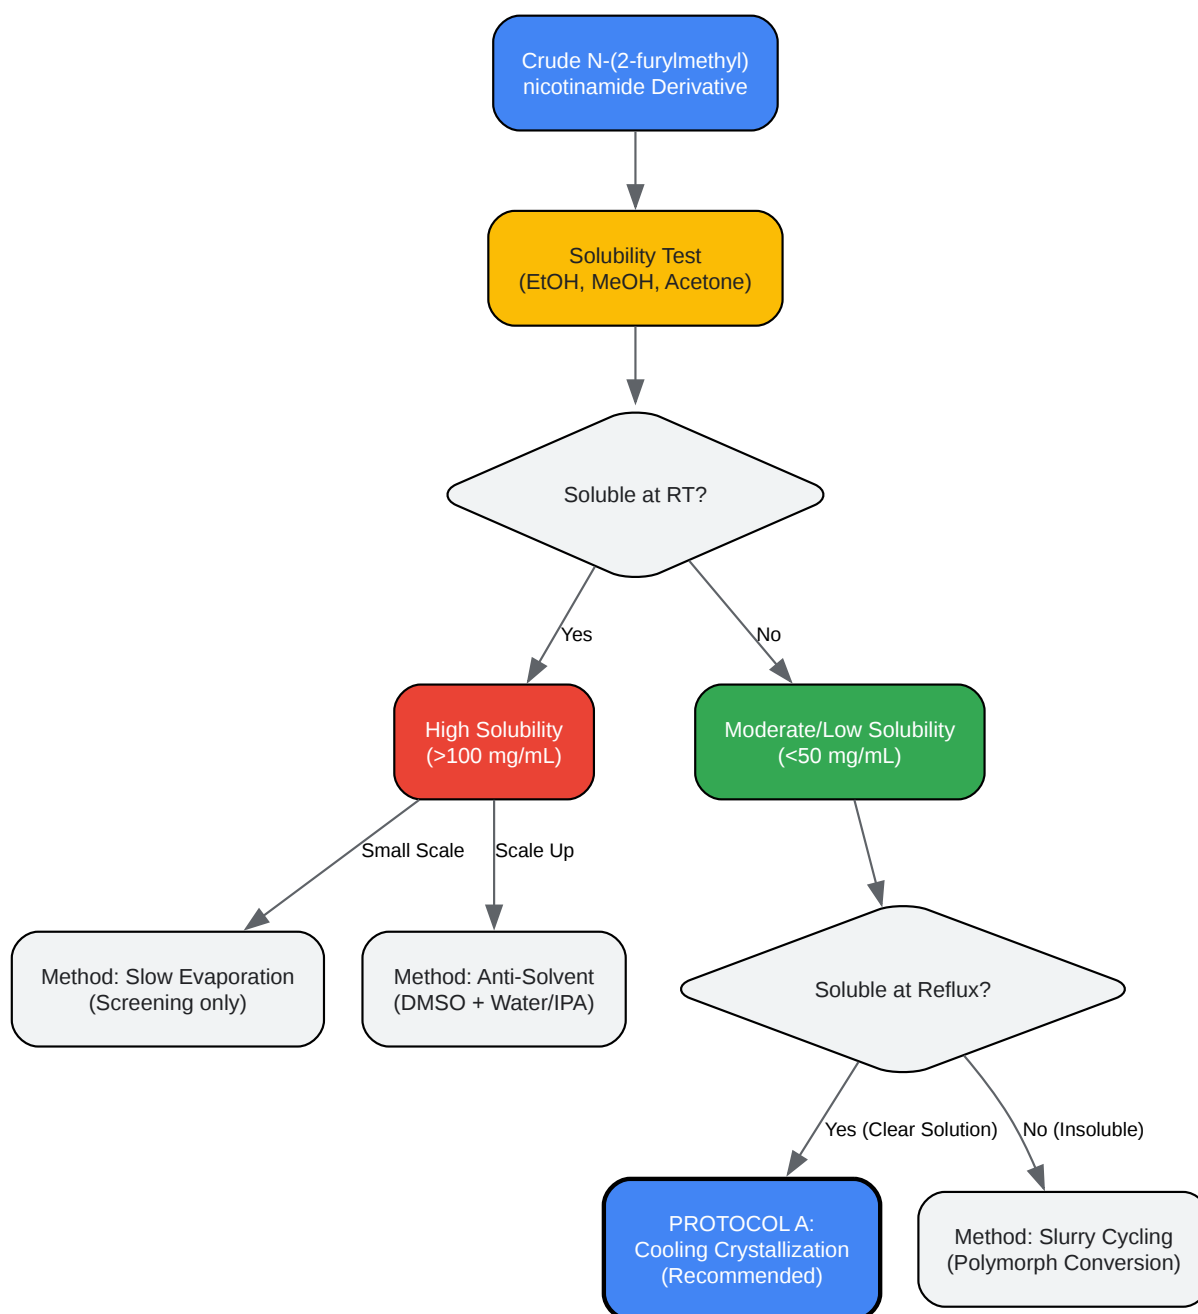 Crude N-(2-furylmethyl)
nicotinamide Derivative
Solubility Test
(EtOH, MeOH, Acetone)
Soluble at RT?
Yes
No
High Solubility
(>100 mg/mL)
Moderate/Low Solubility
(<50 mg/mL)
Small Scale
Scale Up
Method: Slow Evaporation
(Screening only)
Method: Anti-Solvent
(DMSO + Water/IPA)
Soluble at Reflux?
Yes (Clear Solution)
No (Insoluble)
PROTOCOL A:
Cooling Crystallization
(Recommended)
Method: Slurry Cycling
(Polymorph Conversion)